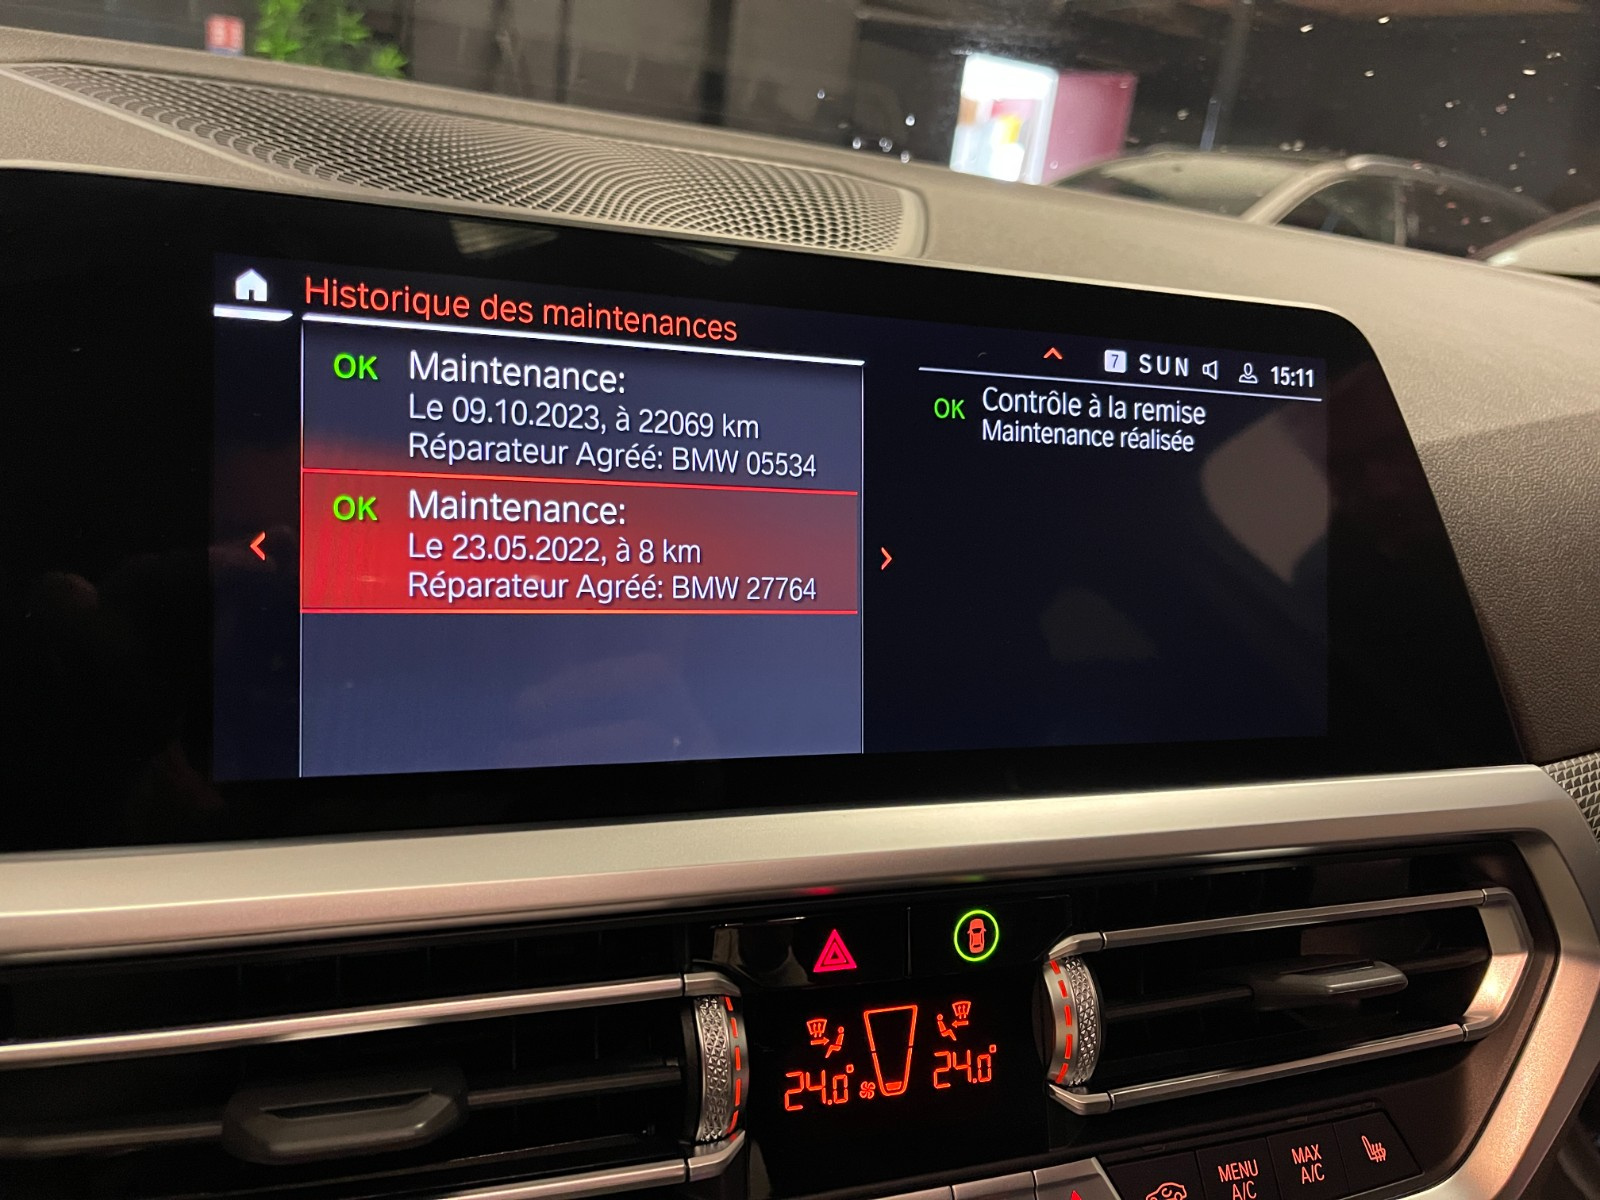 Historique des maintenances
7 SUN 15:11
OK Maintenance:
Le 09.10.2023, à 22069 km
Réparateur Agréé: BMW 05534
OK Maintenance:
Le 23.05.2022, à 8 km
Réparateur Agréé: BMW 27764
OK Contrôle à la remise
Maintenance réalisée
24.0° 24.0°
MENU
A/C
MAX
A/C